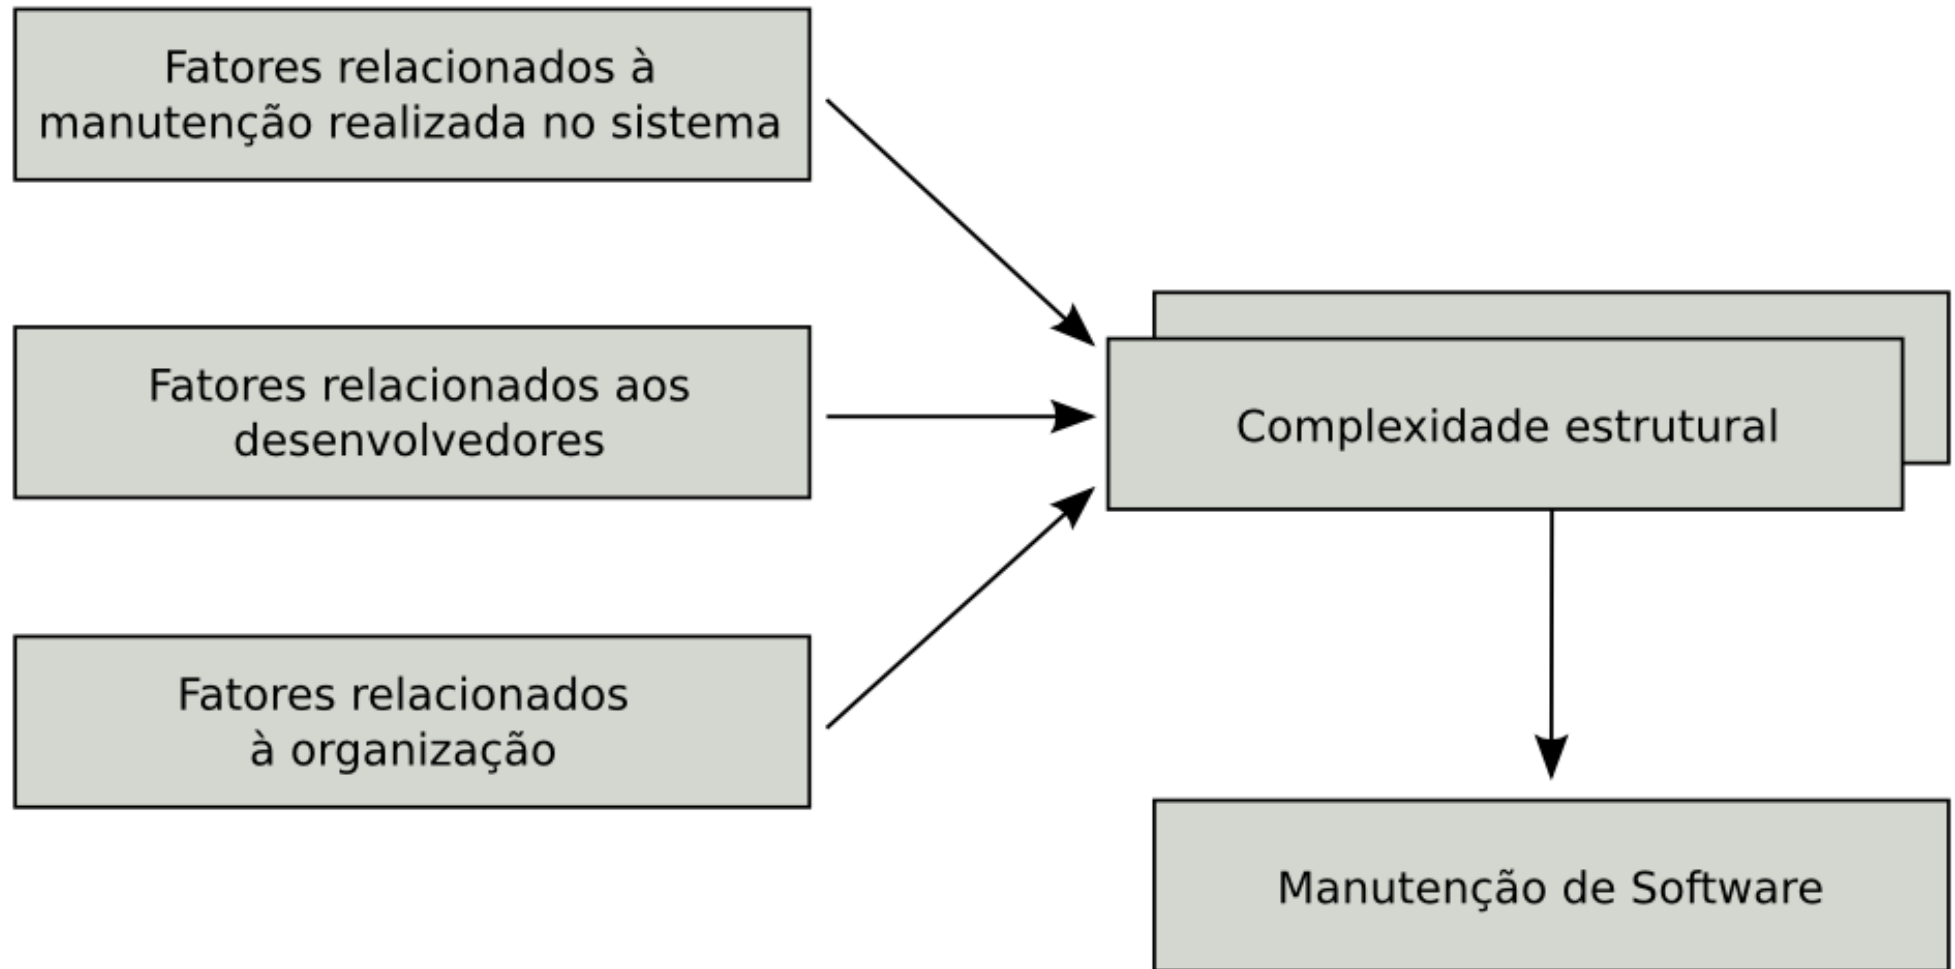 Fatores relacionados à
manutenção realizada no sistema
Fatores relacionados aos
desenvolvedores
Complexidade estrutural
Fatores relacionados
à organização
Manutenção de Software